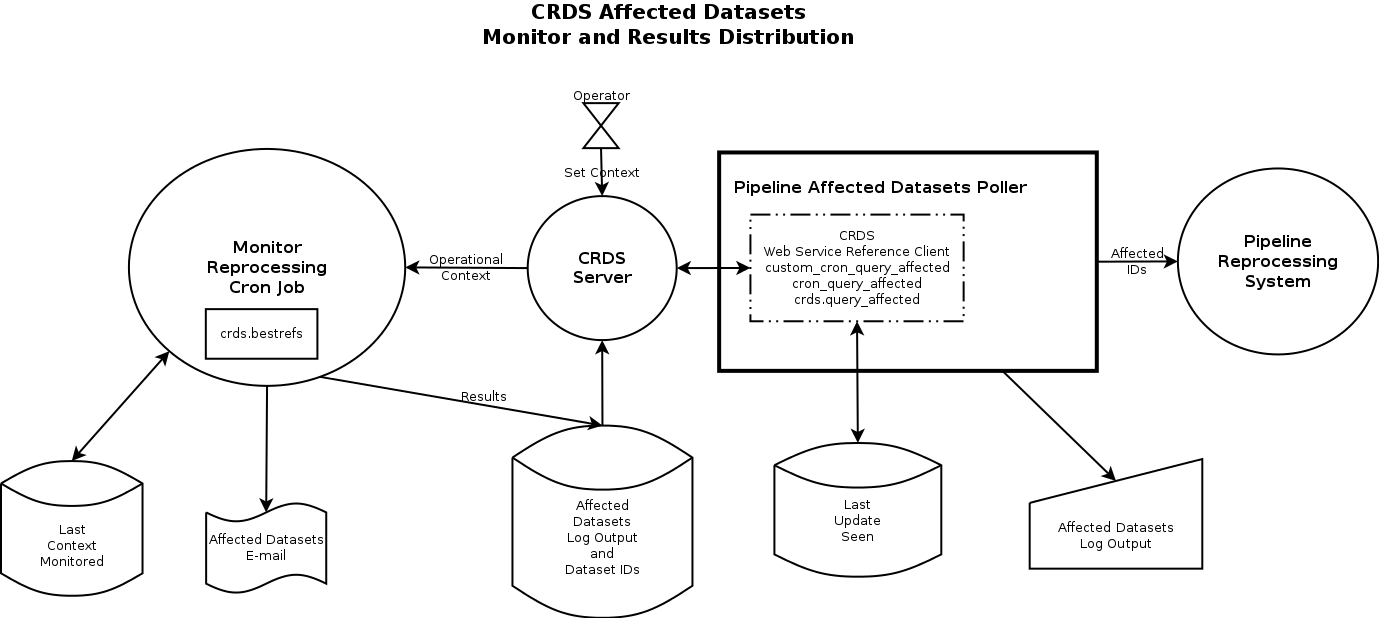 CRDS Affected Datasets
Monitor and Results Distribution
Operator
Set Context
Monitor
Reprocessing
Cron Job
crds.bestrefs
Operational
Context
CRDS
Server
Pipeline Affected Datasets Poller
CRDS
Web Service Reference Client
custom_cron_query_affected
cron_query_affected
crds.query_affected
Affected
IDs
Pipeline
Reprocessing
System
Results
Last
Context
Monitored
Affected Datasets
E-mail
Affected
Datasets
Log Output
and
Dataset IDs
Last
Update
Seen
Affected Datasets
Log Output